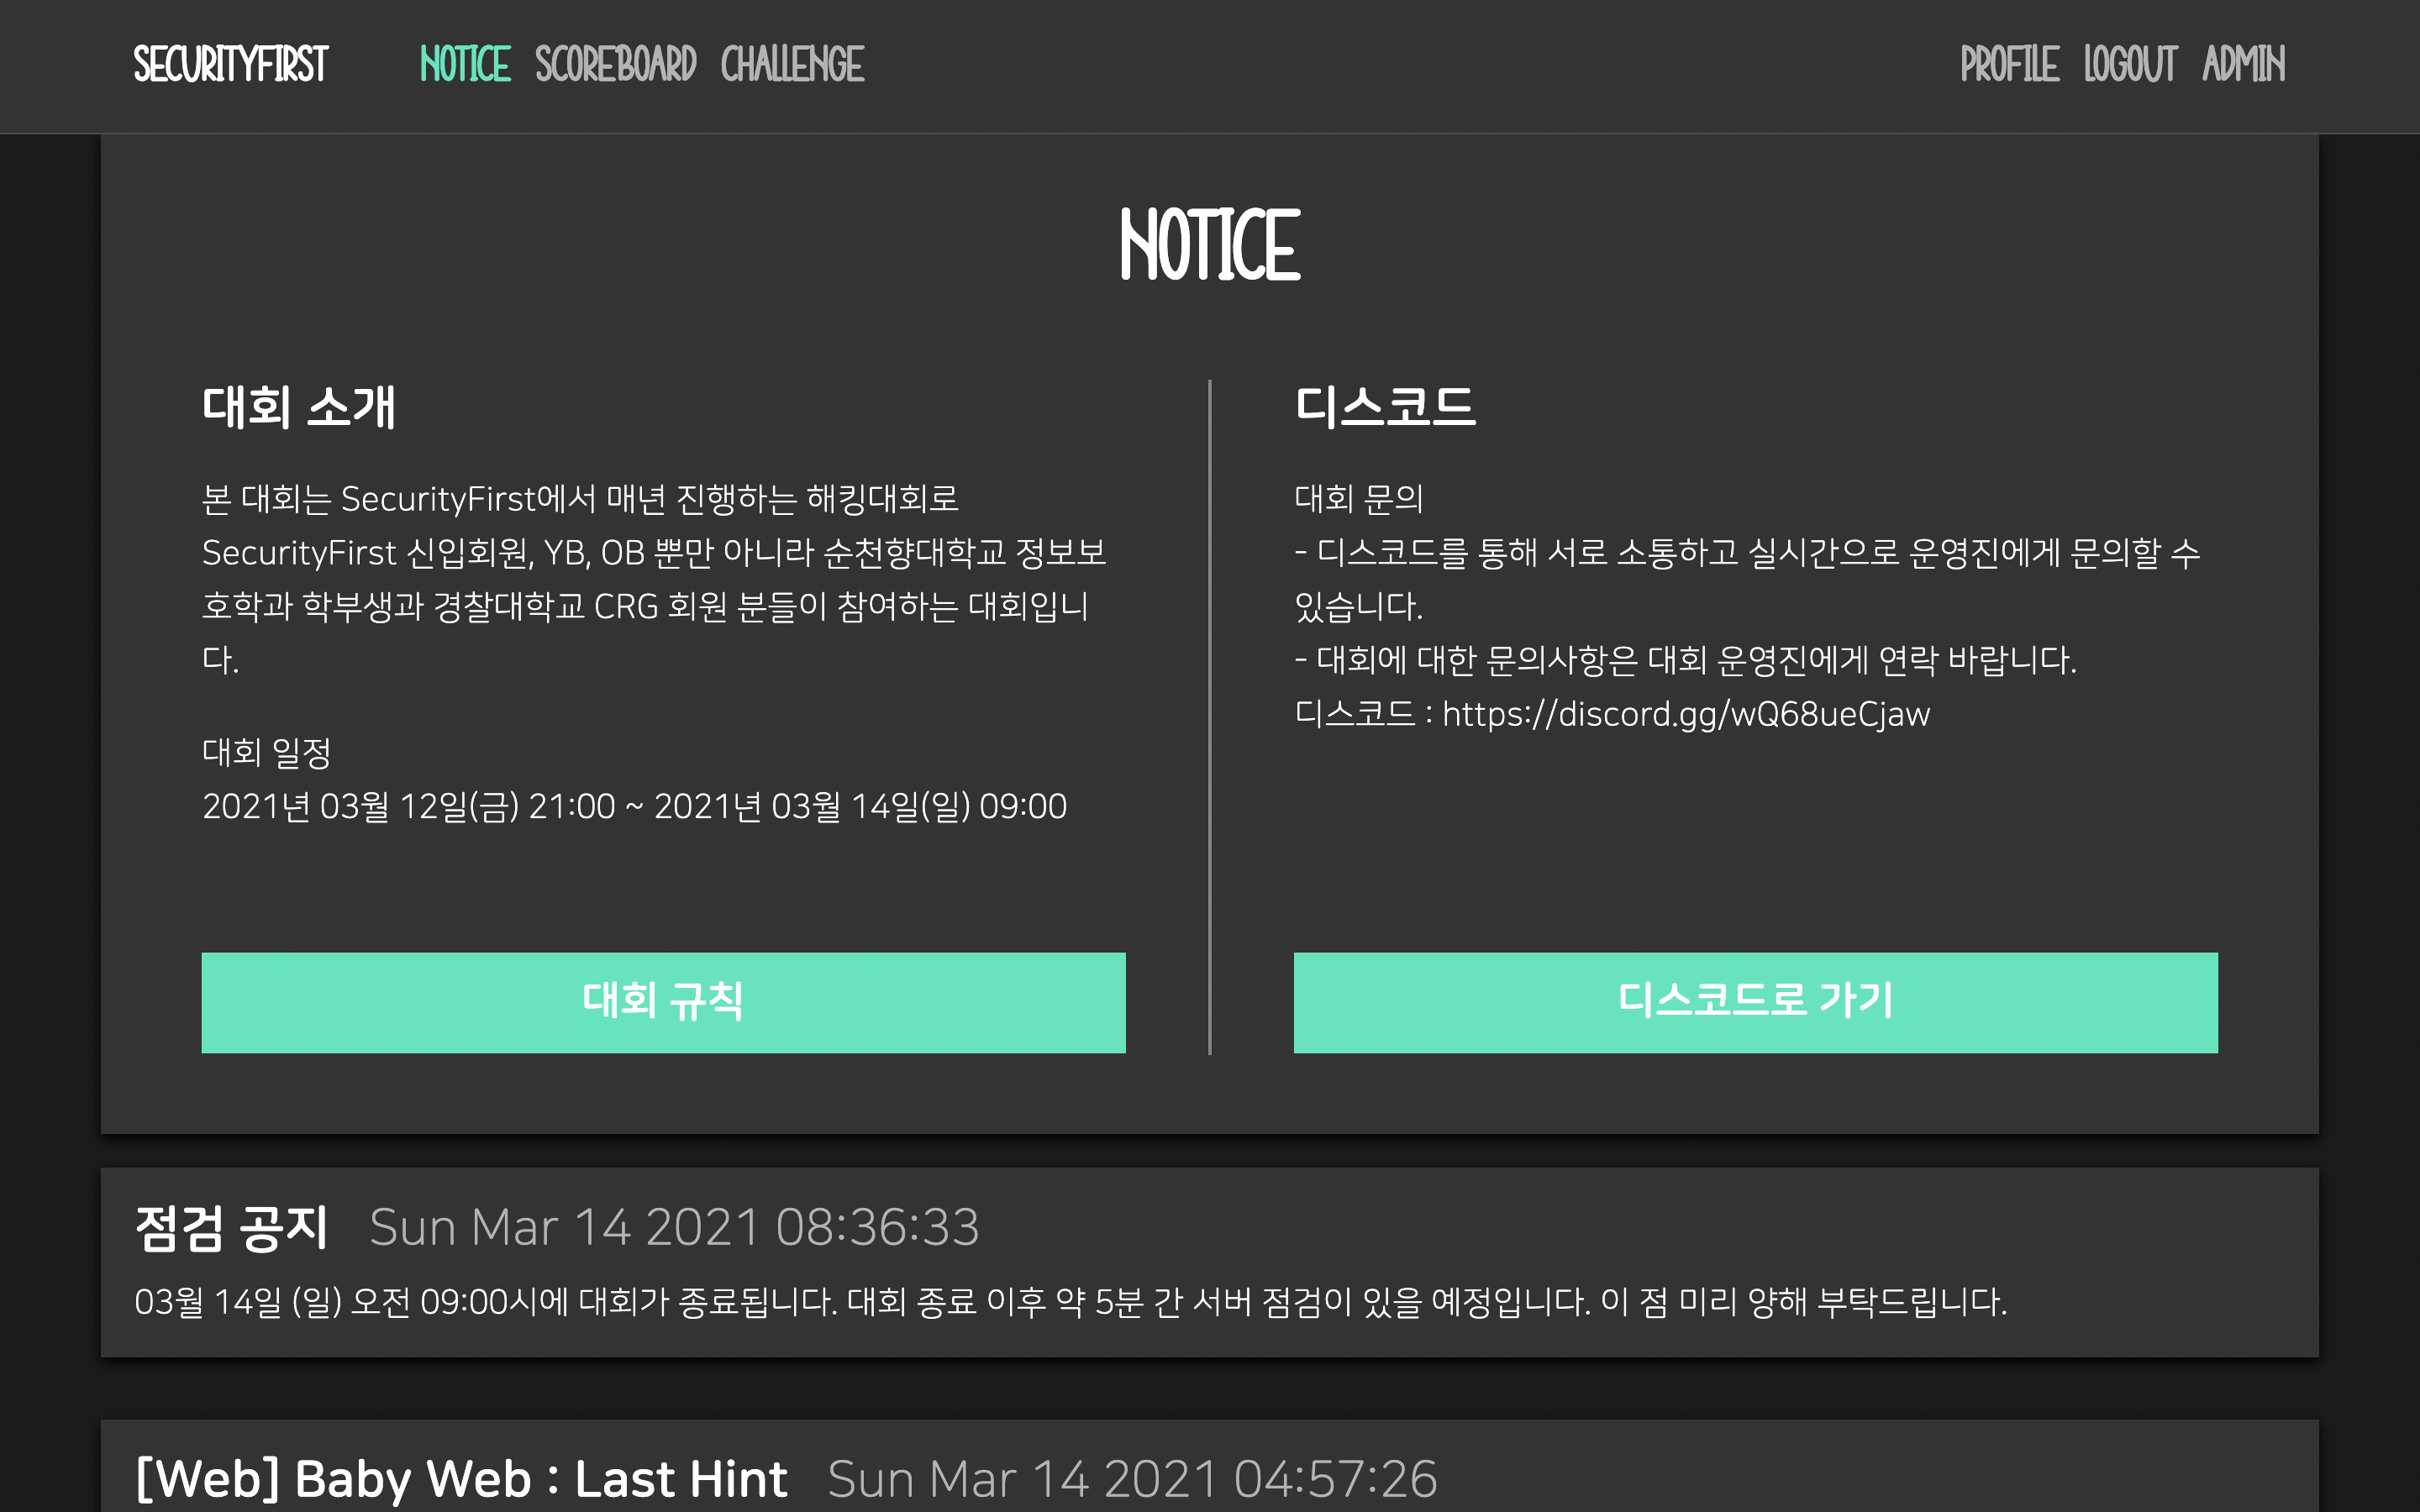 SECURITYFIRST NOTICE SCOREBOARD CHALLENGE PROFILE LOGOUT ADMIN
NOTICE
대회 소개
본 대회는 SecurityFirst에서 매년 진행하는 해킹대회로
SecurityFirst 신입회원, YB, OB 뿐만 아니라 순천향대학교 정보보
호학과 학부생과 경찰대학교 CRG 회원 분들이 참여하는 대회입니
다.
대회 일정
2021년 03월 12일(금) 21:00 ~ 2021년 03월 14일(일) 09:00
대회 규칙
디스코드
대회 문의
- 디스코드를 통해 서로 소통하고 실시간으로 운영진에게 문의할 수
있습니다.
- 대회에 대한 문의사항은 대회 운영진에게 연락 바랍니다.
디스코드 : https://discord.gg/wQ68ueCjaw
디스코드로 가기
점검 공지 Sun Mar 14 2021 08:36:33
03월 14일 (일) 오전 09:00시에 대회가 종료됩니다. 대회 종료 이후 약 5분 간 서버 점검이 있을 예정입니다. 이 점 미리 양해 부탁드립니다.
[Web] Baby Web : Last Hint Sun Mar 14 2021 04:57:26